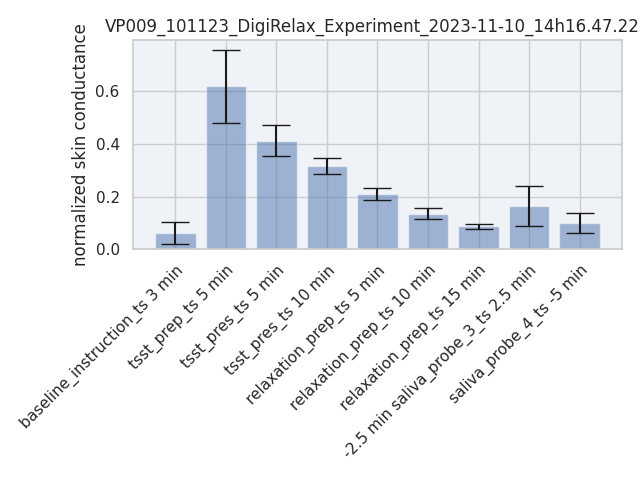 VP009_101123_DigiRelax_Experiment_2023-11-10_14h16.47.22
normalized skin conductance
0.6
0.4
0.2
0.0
baseline_instruction_ts 3 min
tsst_prep_ts 5 min
tsst_pres_ts 5 min
tsst_pres_ts 10 min
relaxation_prep_ts 5 min
relaxation_prep_ts 10 min
relaxation_prep_ts 15 min
-2.5 min saliva_probe_3_ts 2.5 min
saliva_probe_4_ts -5 min